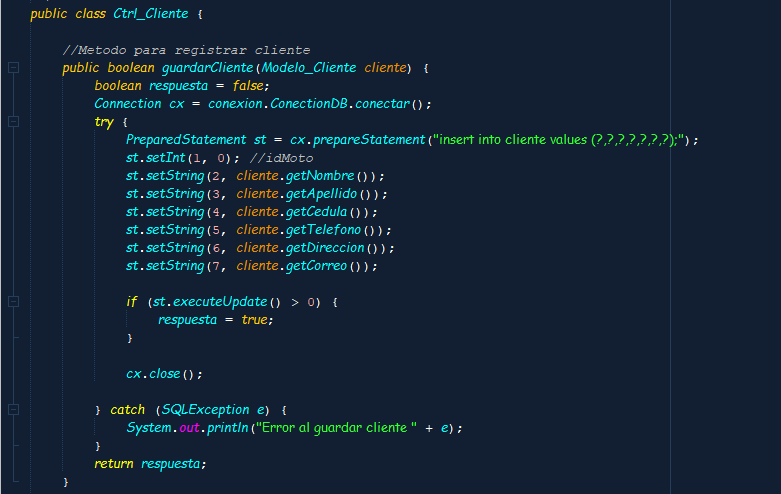 public class Ctrl_Cliente {
//Metodo para registrar cliente
public boolean guardarCliente(Modelo_Cliente cliente) {
boolean respuesta = false;
Connection cx = conexion.ConectionDB.conectar();
try {
PreparedStatement st = cx.prepareStatement("insert into cliente values (?,?,?,?,?,?,?);");
st.setInt(1, 0); //idMoto
st.setString(2, cliente.getNombre());
st.setString(3, cliente.getApellido());
st.setString(4, cliente.getCedula());
st.setString(5, cliente.getTelefono());
st.setString(6, cliente.getDireccion());
st.setString(7, cliente.getCorreo());
if (st.executeUpdate() > 0) {
respuesta = true;
}
cx.close();
} catch (SQLException e) {
System.out.println("Error al guardar cliente " + e);
}
return respuesta;
}